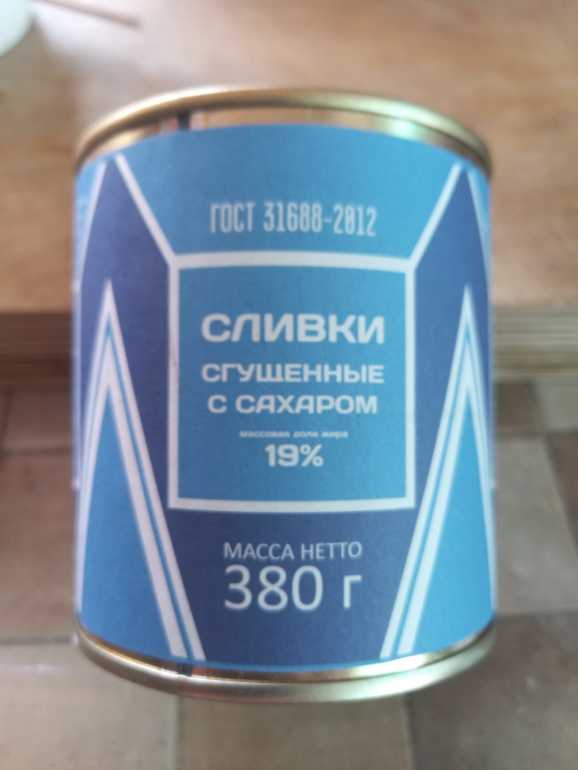 ГОСТ 31688-2012
СЛИВКИ
СГУЩЕННЫЕ
С САХАРОМ
массовая доля жира
19%
МАССА НЕТТО
380 г